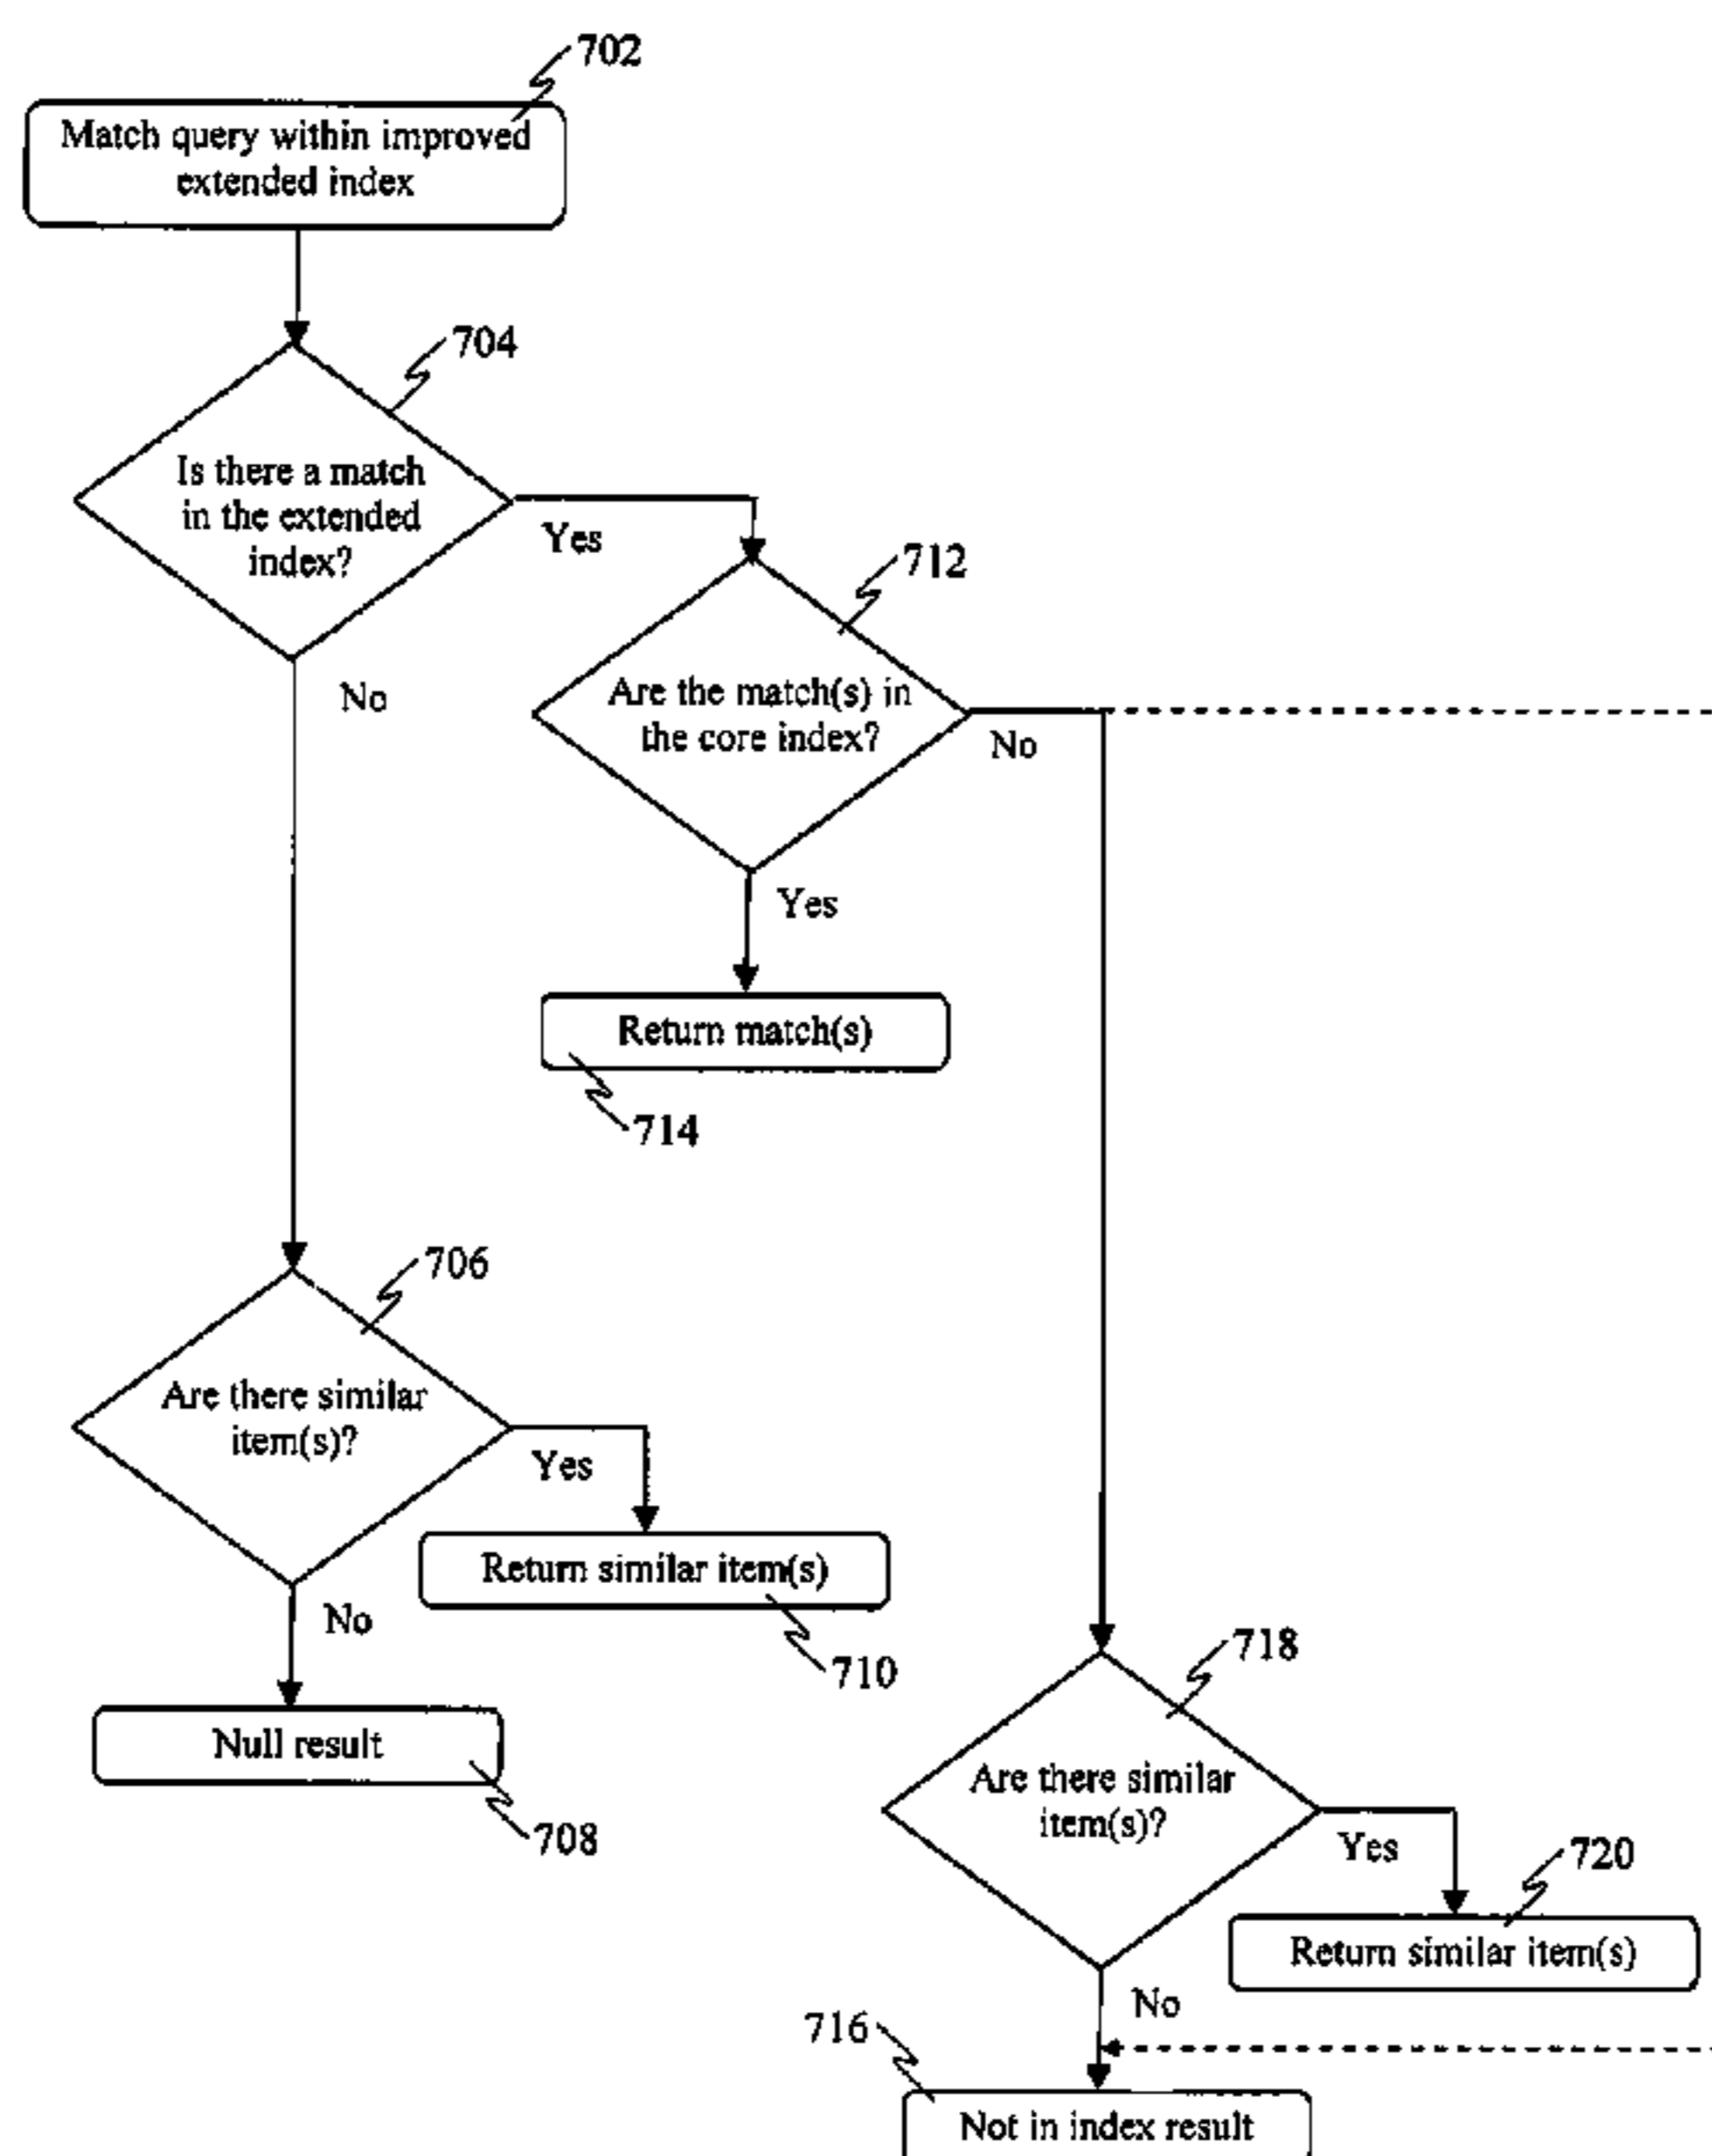 702
Match query within improved
extended index
704
Is there a match
in the extended
index?
Yes
No
712
Are the match(s) in
the core index?
No
Yes
Return match(s)
714
706
Are there similar
item(s)?
Yes
Return similar item(s)
710
No
Null result
708
718
Are there similar
item(s)?
Yes
720
Return similar item(s)
No
716
Not in index result